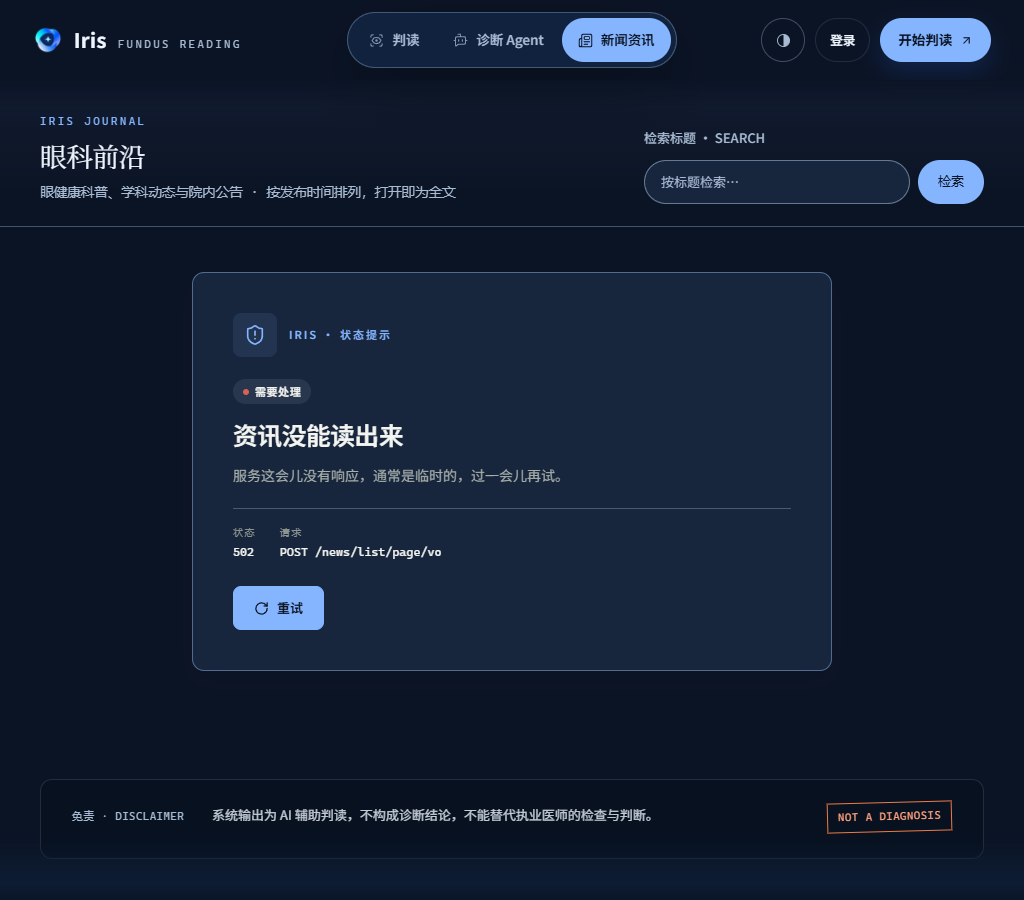 Iris FUNDUS READING
判读
诊断 Agent
新闻资讯
登录
开始判读
IRIS JOURNAL
眼科前沿
眼健康科普、学科动态与院内公告 · 按发布时间排列，打开即为全文
检索标题 · SEARCH
按标题检索…
检索
IRIS · 状态提示
需要处理
资讯没能读出来
服务这会儿没有响应，通常是临时的，过一会儿再试。
状态 请求
502 POST /news/list/page/vo
重试
免责 · DISCLAIMER 系统输出为 AI 辅助判读，不构成诊断结论，不能替代执业医师的检查与判断。
NOT A DIAGNOSIS